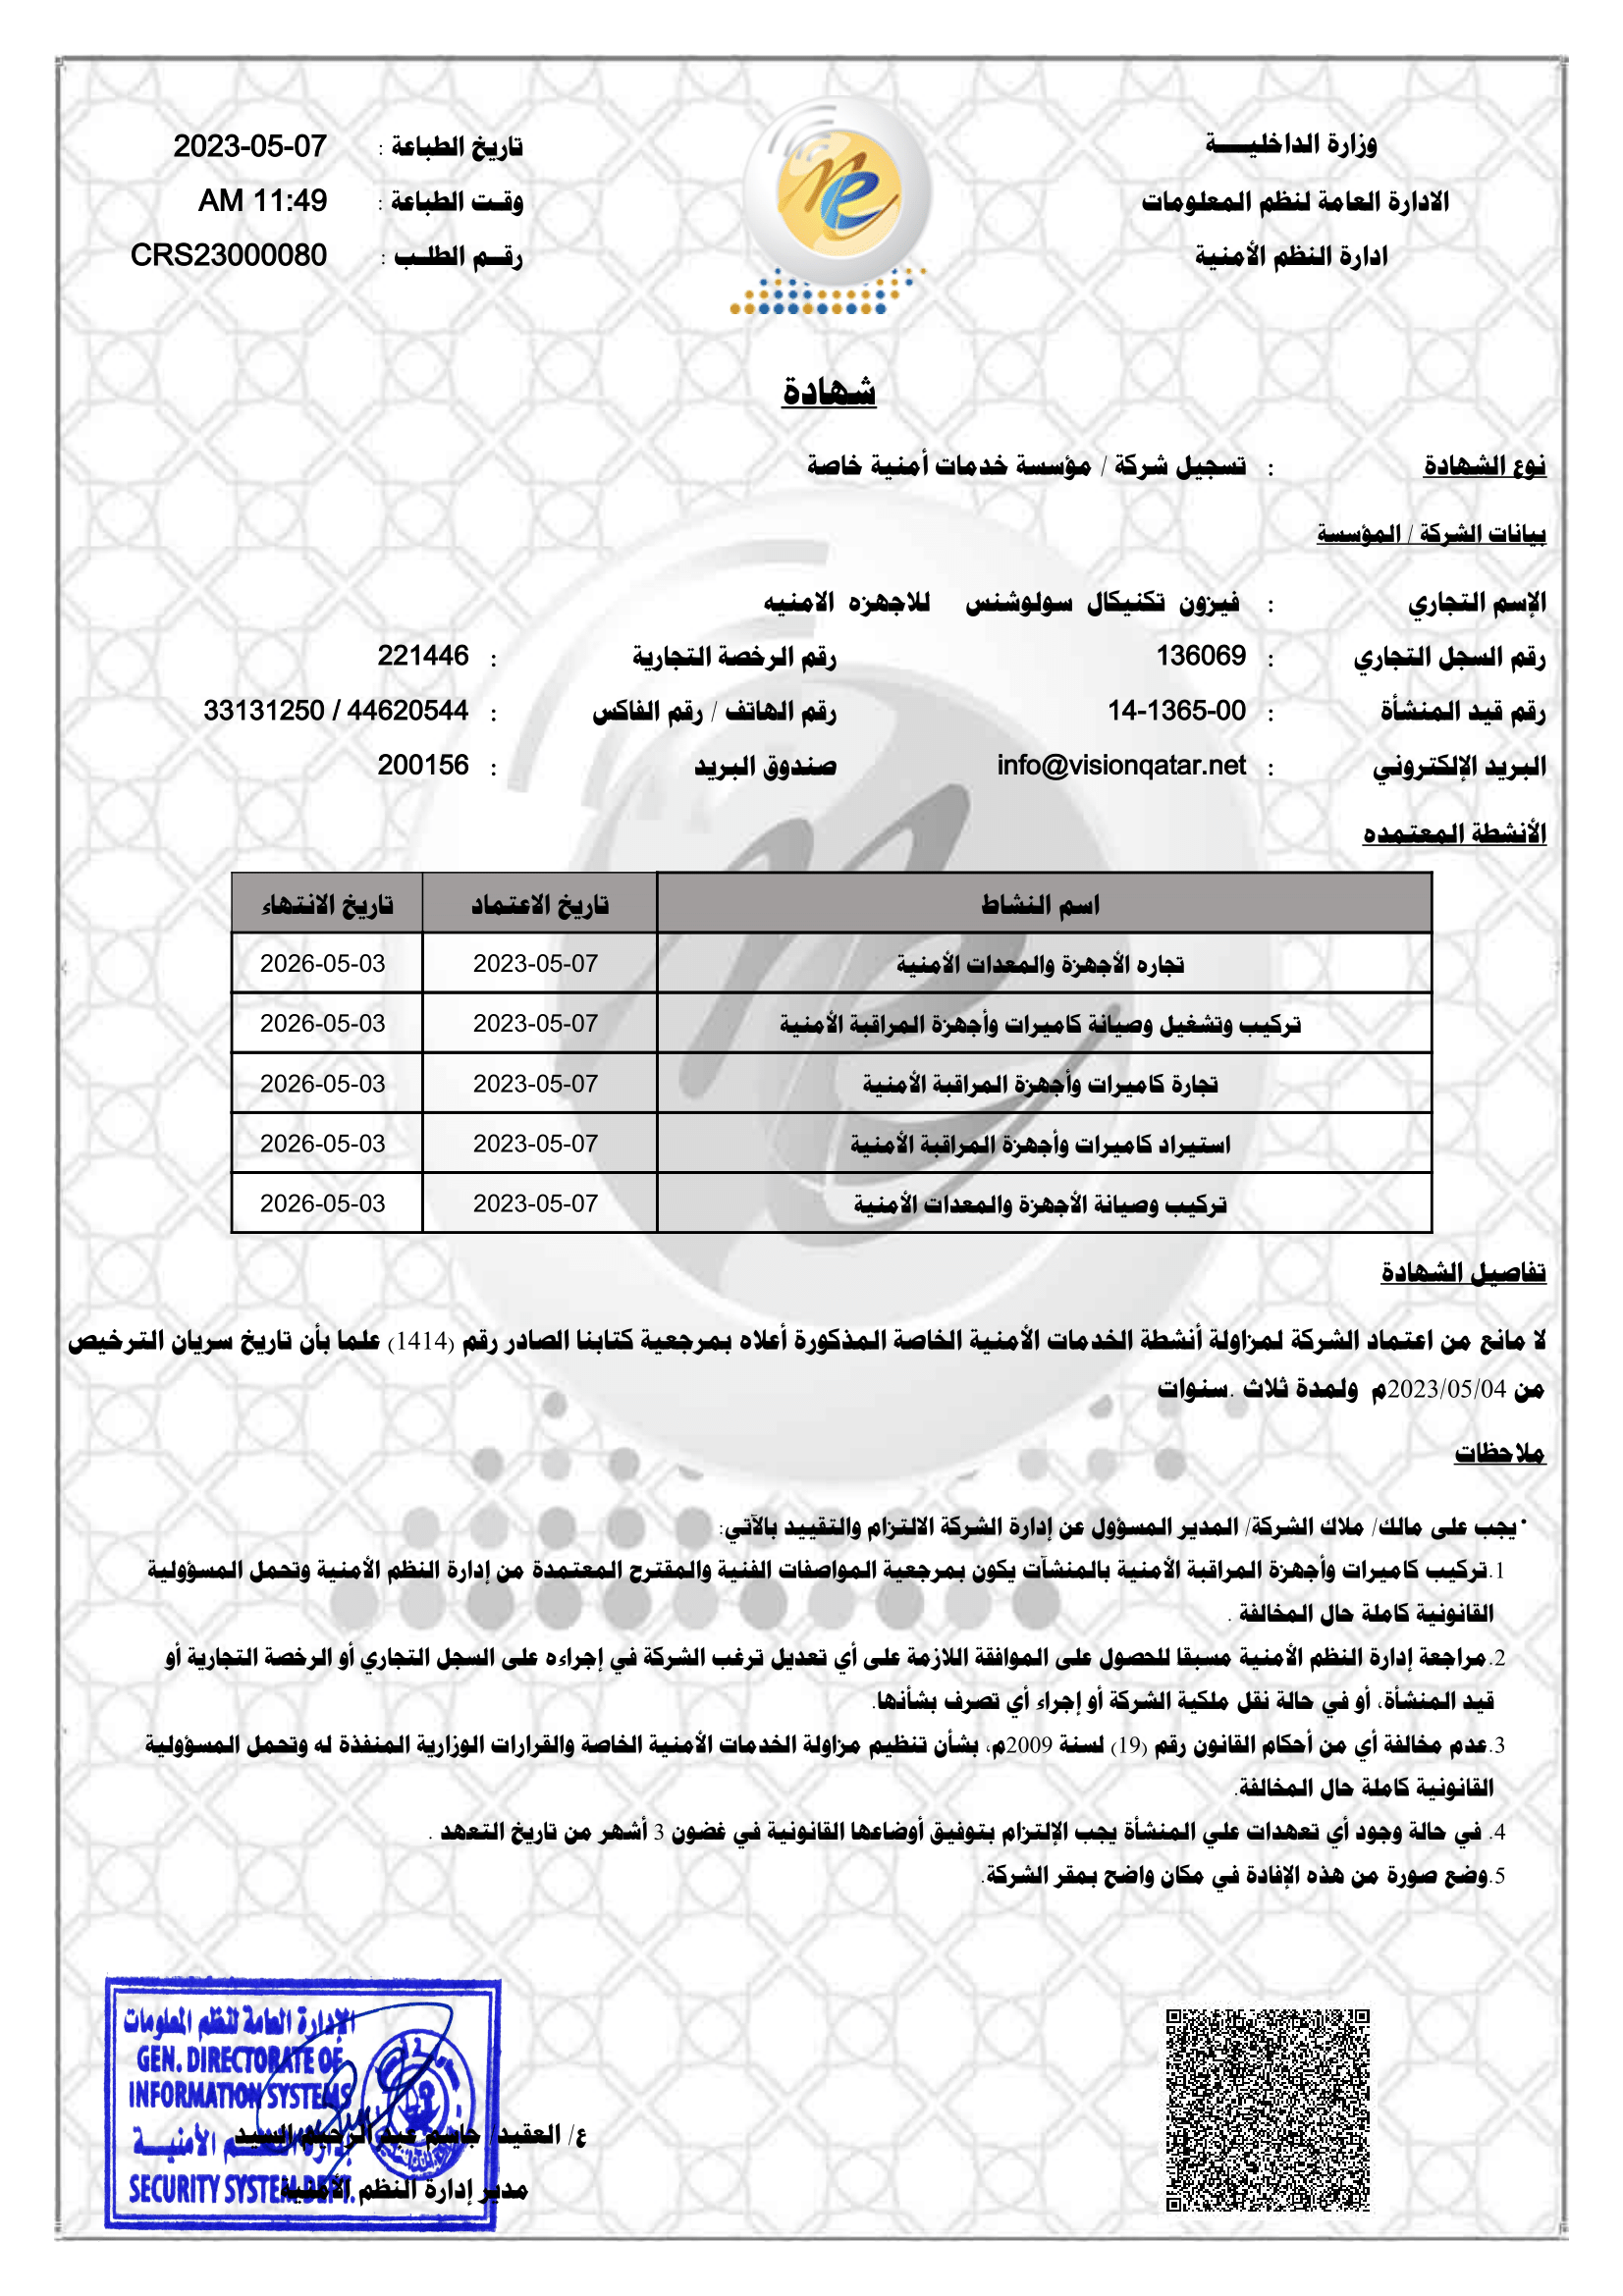 وزارة الداخليـــــة
الادارة العامة لنظم المعلومات
ادارة النظم الأمنية
تاريخ الطباعة : 2023-05-07
وقـت الطباعة : 11:49 AM
رقــم الطلــب : CRS23000080
شهادة
نوع الشهادة : تسجيل شركة / مؤسسة خدمات أمنية خاصة
بيانات الشركة / المؤسسة
الإسم التجاري : فيزون تكنيكال سولوشنس للاجهزه الامنيه
رقم السجل التجاري : 136069 رقم الرخصة التجارية : 221446
رقم قيد المنشأة : 14-1365-00 رقم الهاتف / رقم الفاكس : 33131250 / 44620544
البريد الإلكتروني : info@visionqatar.net صندوق البريد : 200156
الأنشطة المعتمده
اسم النشاط تاريخ الاعتماد تاريخ الانتهاء
تجاره الأجهزة والمعدات الأمنية 2023-05-07 2026-05-03
تركيب وتشغيل وصيانة كاميرات وأجهزة المراقبة الأمنية 2023-05-07 2026-05-03
تجارة كاميرات وأجهزة المراقبة الأمنية 2023-05-07 2026-05-03
استيراد كاميرات وأجهزة المراقبة الأمنية 2023-05-07 2026-05-03
تركيب وصيانة الأجهزة والمعدات الأمنية 2023-05-07 2026-05-03
تفاصيل الشهادة
لا مانع من اعتماد الشركة لمزاولة أنشطة الخدمات الأمنية الخاصة المذكورة أعلاه بمرجعية كتابنا الصادر رقم (1414) علما بأن تاريخ سريان الترخيص
من 2023/05/04م ولمدة ثلاث .سنوات
ملاحظات
• يجب على مالك/ ملاك الشركة/ المدير المسؤول عن إدارة الشركة الالتزام والتقييد بالآتي:
1.تركيب كاميرات وأجهزة المراقبة الأمنية بالمنشآت يكون بمرجعية المواصفات الفنية والمقترح المعتمدة من إدارة النظم الأمنية وتحمل المسؤولية
القانونية كاملة حال المخالفة .
2.مراجعة إدارة النظم الأمنية مسبقا للحصول على الموافقة اللازمة على أي تعديل ترغب الشركة في إجراءه على السجل التجاري أو الرخصة التجارية أو
قيد المنشأة، أو في حالة نقل ملكية الشركة أو إجراء أي تصرف بشأنها.
3.عدم مخالفة أي من أحكام القانون رقم (19) لسنة 2009م، بشأن تنظيم مزاولة الخدمات الأمنية الخاصة والقرارات الوزارية المنفذة له وتحمل المسؤولية
القانونية كاملة حال المخالفة.
4. في حالة وجود أي تعهدات علي المنشأة يجب الإلتزام بتوفيق أوضاعها القانونية في غضون 3 أشهر من تاريخ التعهد .
5.وضع صورة من هذه الإفادة في مكان واضح بمقر الشركة.
الإدارة العامة لنظم المعلومات
GEN. DIRECTORATE OF
INFORMATION SYSTEMS
إدارة النظـم الأمنيـــة
SECURITY SYSTEM DEPT.
ع/ العقيد/ جاسم عبد الرحيم السيد
مدير إدارة النظم الأمنية